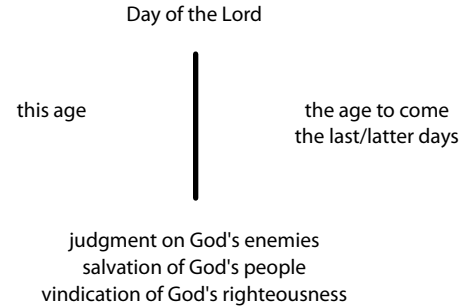 Day of the Lord
this age
the age to come
the last/latter days
judgment on God's enemies
salvation of God's people
vindication of God's righteousness